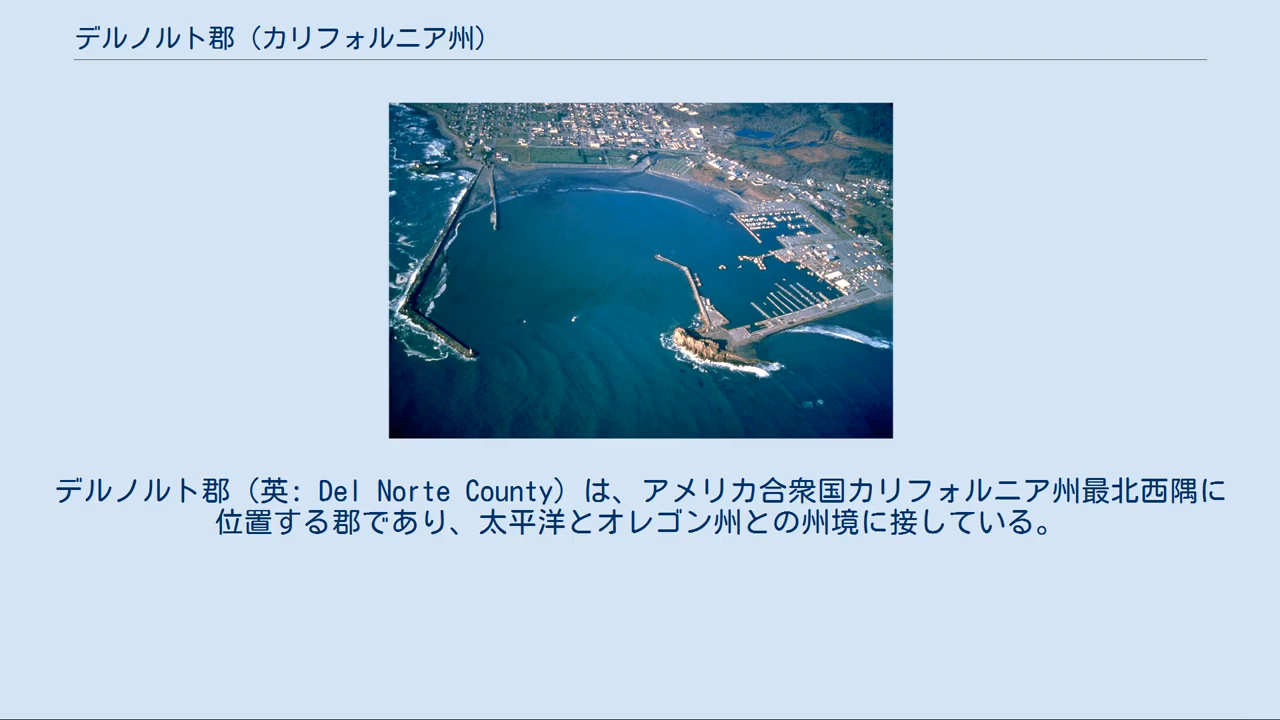 デルノルト郡（カリフォルニア州）
デルノルト郡（英: Del Norte County）は、アメリカ合衆国カリフォルニア州最北西隅に
位置する郡であり、太平洋とオレゴン州との州境に接している。